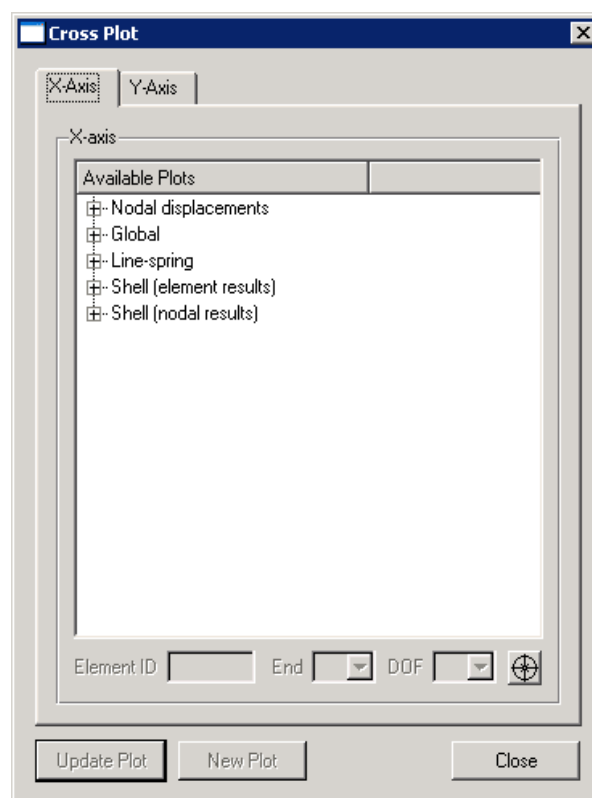 Cross Plot
X-Axis Y-Axis
X-axis
Available Plots
Nodal displacements
Global
Line-spring
Shell (element results)
Shell (nodal results)
Element ID End DOF
Update Plot New Plot Close